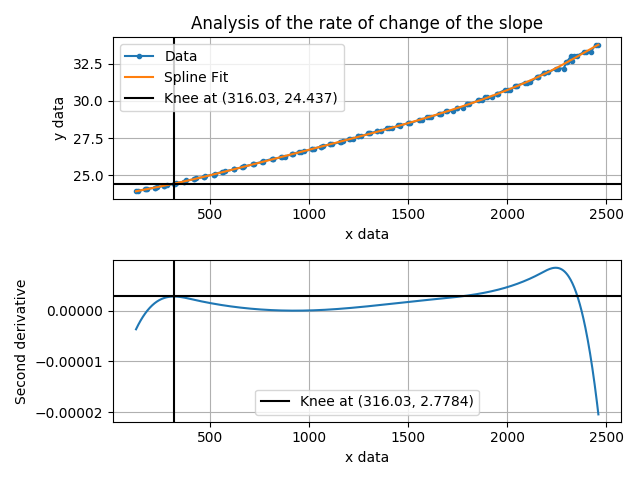 Analysis of the rate of change of the slope
Data
Spline Fit
Knee at (316.03, 24.437)
y data
32.5
30.0
27.5
25.0
500
1000
1500
2000
2500
x data
Second derivative
0.00000
−0.00001
−0.00002
Knee at (316.03, 2.7784)
500
1000
1500
2000
2500
x data